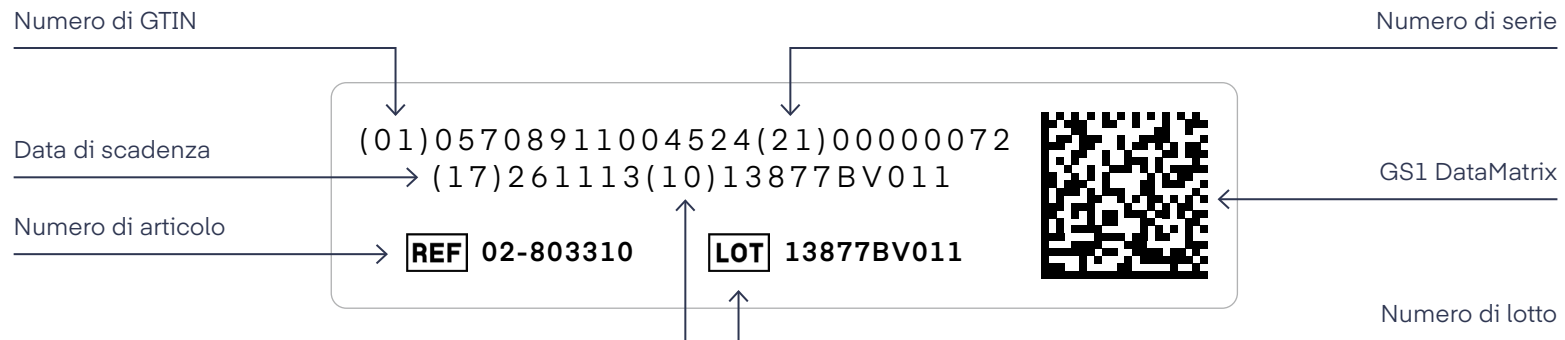 Numero di GTIN
Numero di serie
(01)05708911004524(21)00000072
Data di scadenza
(17)261113(10)13877BV011
GS1 DataMatrix
Numero di articolo
REF 02-803310
LOT 13877BV011
Numero di lotto